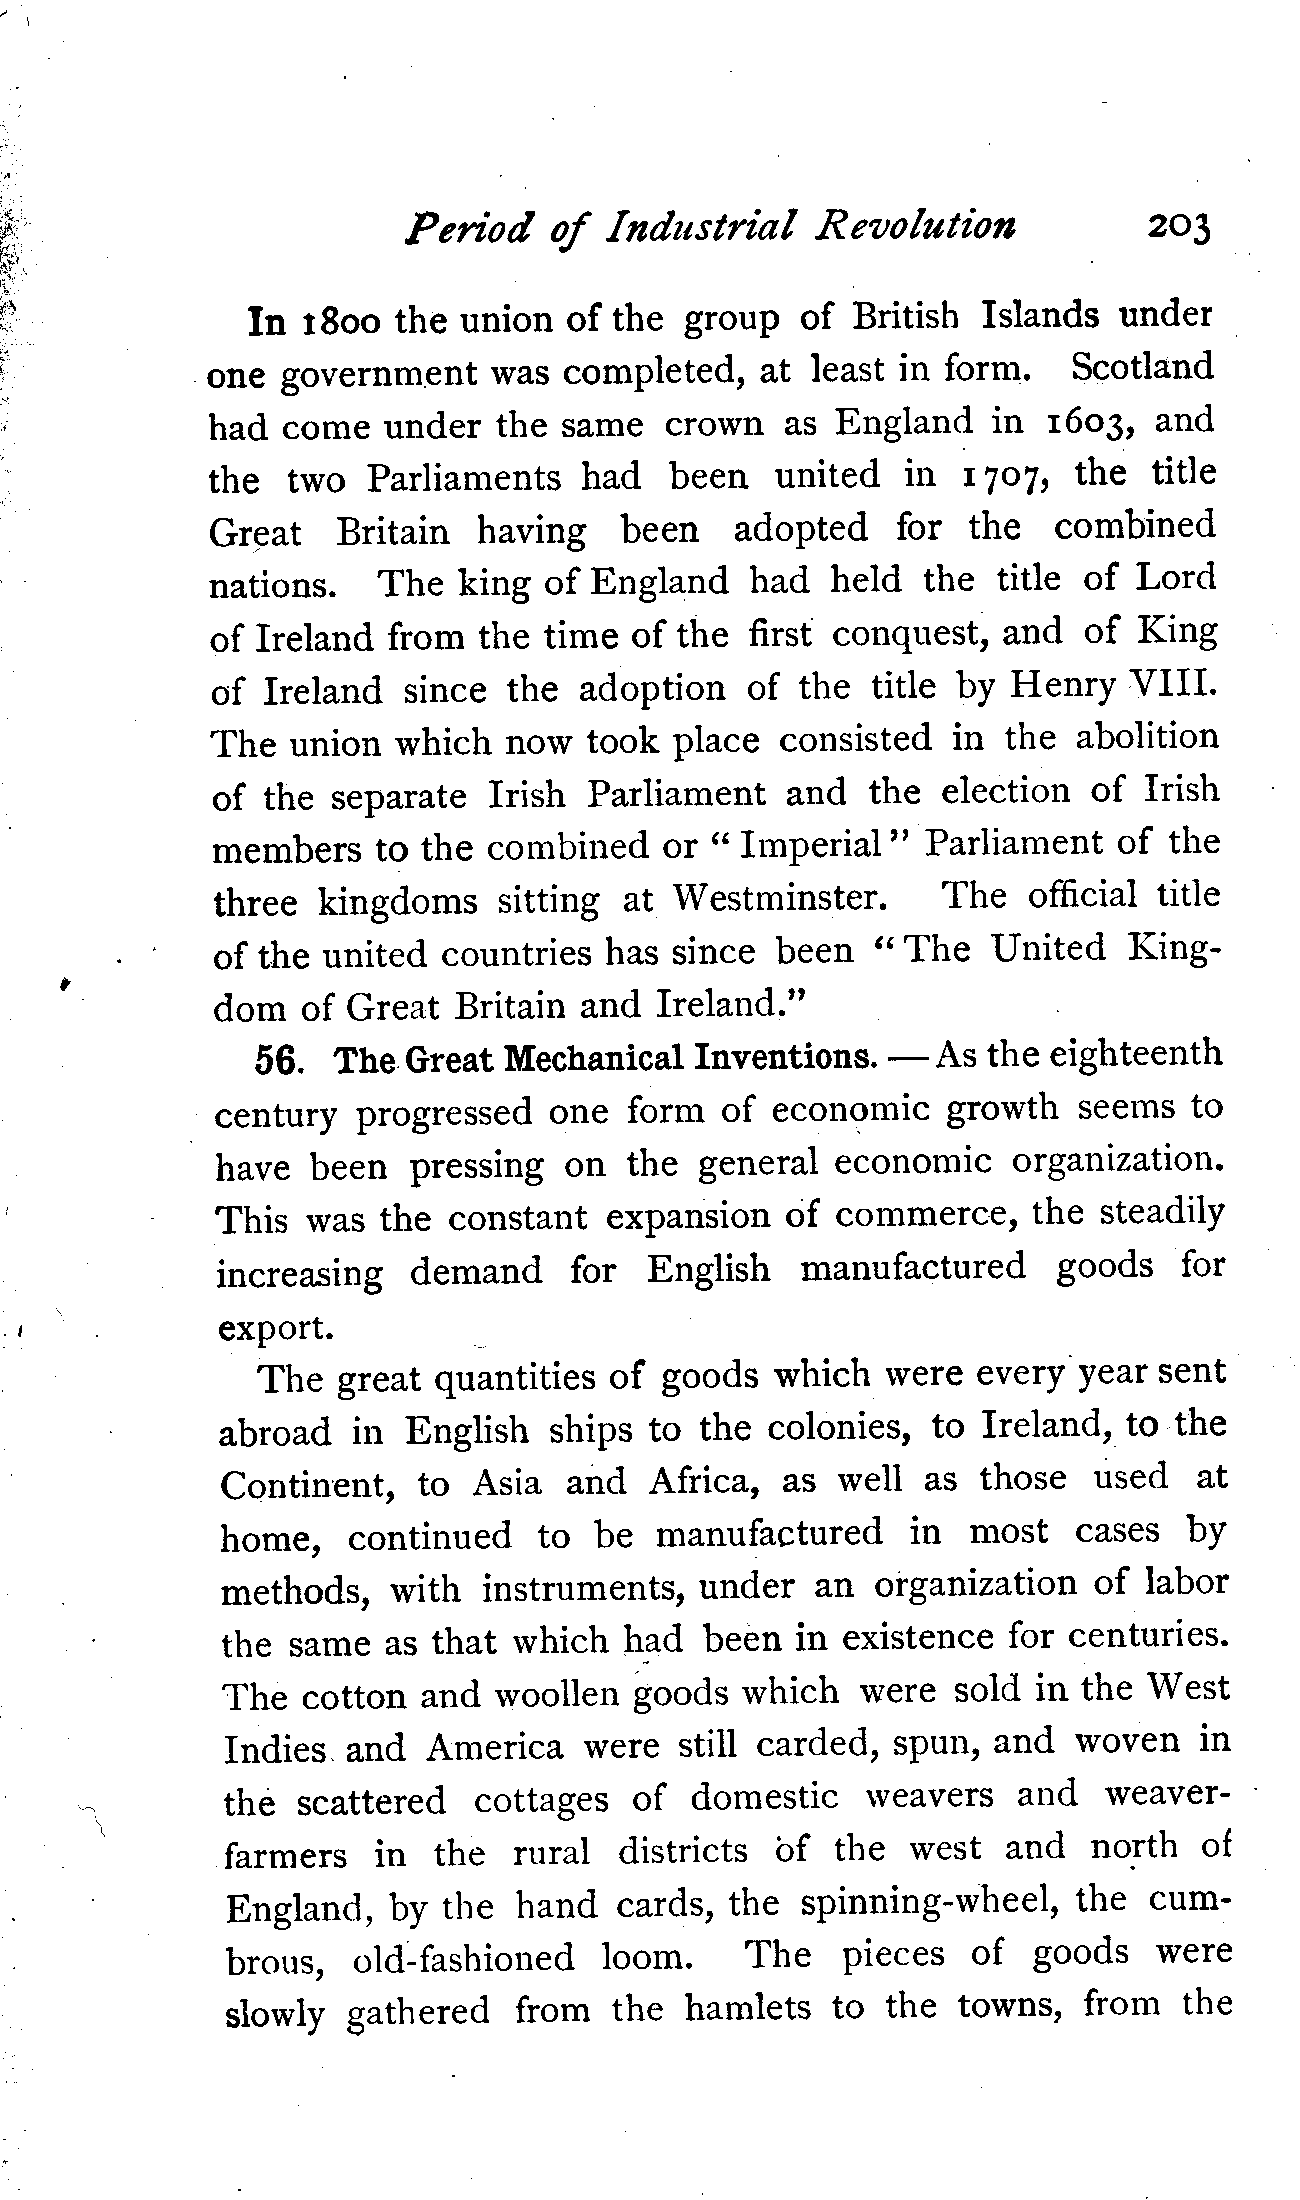 Period of Industrial Revolution 203
In 1800 the union of the group of British Islands under
one government was completed, at least in form. Scotland
had come under the same crown as England in 1603, and
the two Parliaments had been united in 1707, the title
Great Britain having been adopted for the combined
nations. The king of England had held the title of Lord
of Ireland from the time of the first conquest, and of King
of Ireland since the adoption of the title by Henry VIII.
The union which now took place consisted in the abolition
of the separate Irish Parliament and the election of Irish
members to the combined or “ Imperial ” Parliament of the
three kingdoms sitting at Westminster. The official title
of the united countries has since been “ The United King-
dom of Great Britain and Ireland.”
56. The Great Mechanical Inventions. — As the eighteenth
century progressed one form of economic growth seems to
have been pressing on the general economic organization.
This was the constant expansion of commerce, the steadily
increasing demand for English manufactured goods for
export.
The great quantities of goods which were every year sent
abroad in English ships to the colonies, to Ireland, to the
Continent, to Asia and Africa, as well as those used at
home, continued to be manufactured in most cases by
methods, with instruments, under an organization of labor
the same as that which had been in existence for centuries.
The cotton and woollen goods which were sold in the West
Indies and America were still carded, spun, and woven in
the scattered cottages of domestic weavers and weaver-
farmers in the rural districts of the west and north of
England, by the hand cards, the spinning-wheel, the cum-
brous, old-fashioned loom. The pieces of goods were
slowly gathered from the hamlets to the towns, from the